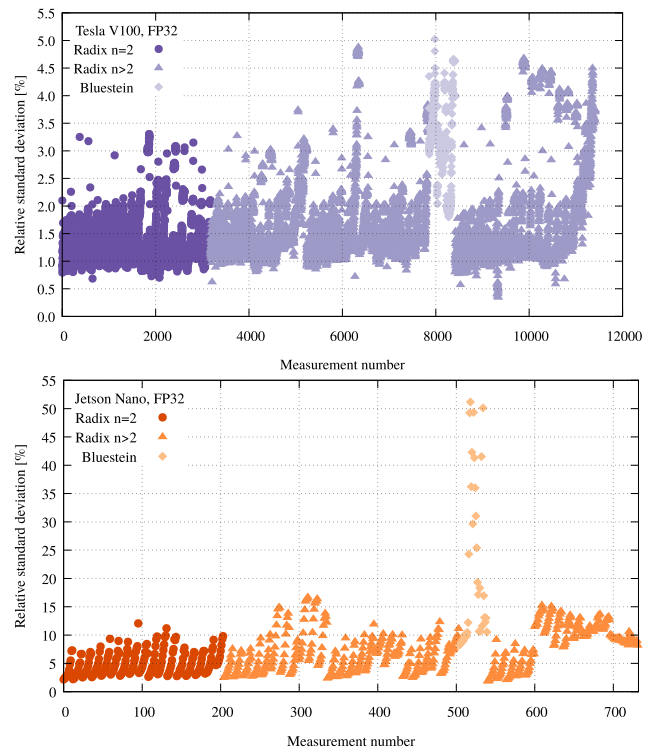 5.5
5.0
4.5
4.0
3.5
3.0
2.5
2.0
1.5
1.0
0.5
0.0
Relative standard deviation [%]
Tesla V100, FP32
Radix n=2
Radix n>2
Bluestein
0 2000 4000 6000 8000 10000 12000
Measurement number
55
50
45
40
35
30
25
20
15
10
5
0
Relative standard deviation [%]
Jetson Nano, FP32
Radix n=2
Radix n>2
Bluestein
0 100 200 300 400 500 600 700
Measurement number